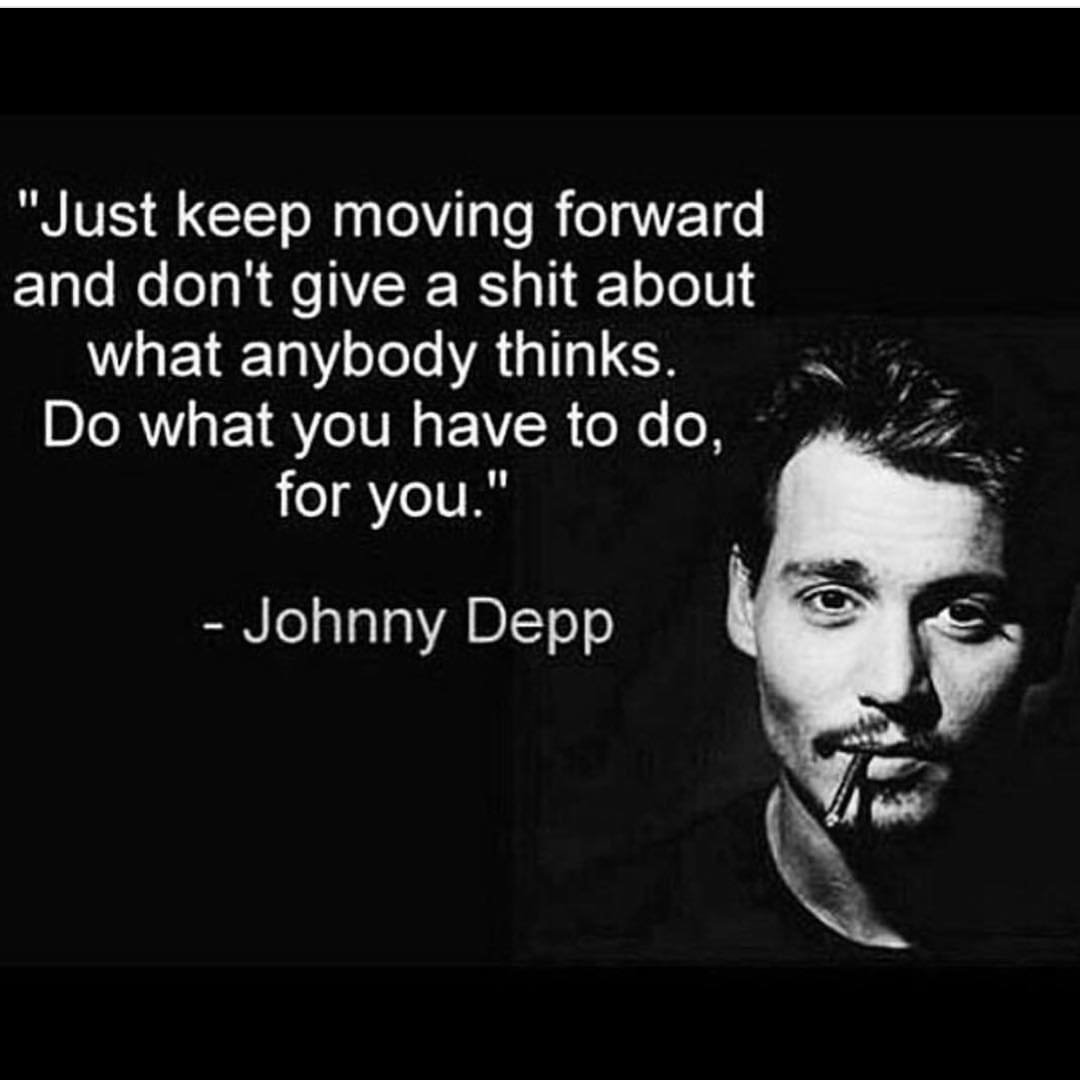 "Just keep moving forward
and don't give a shit about
what anybody thinks.
Do what you have to do,
for you."
- Johnny Depp